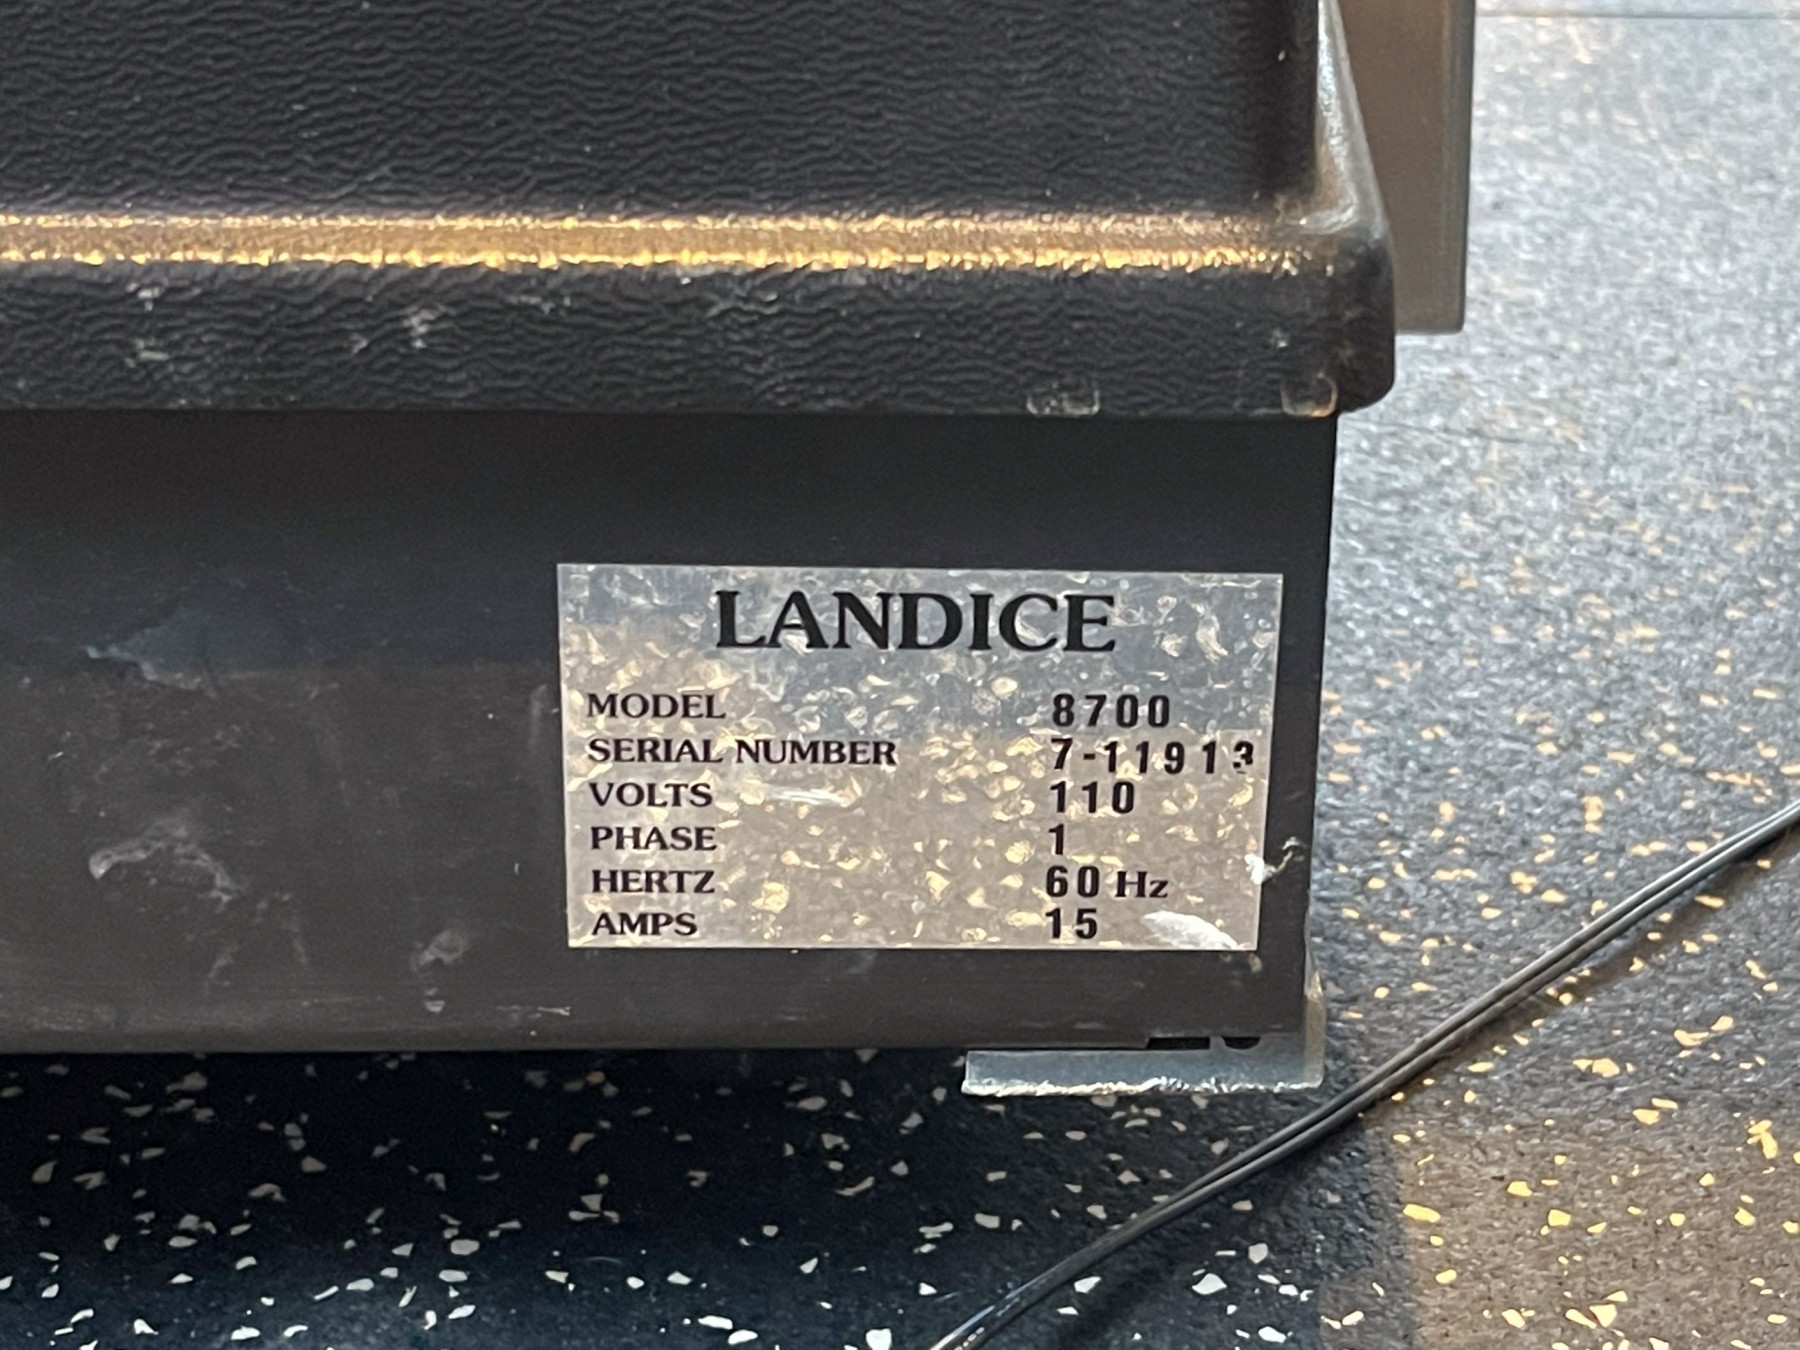 LANDICE
MODEL 8700
SERIAL NUMBER 7-11913
VOLTS 110
PHASE 1
HERTZ 60 Hz
AMPS 15